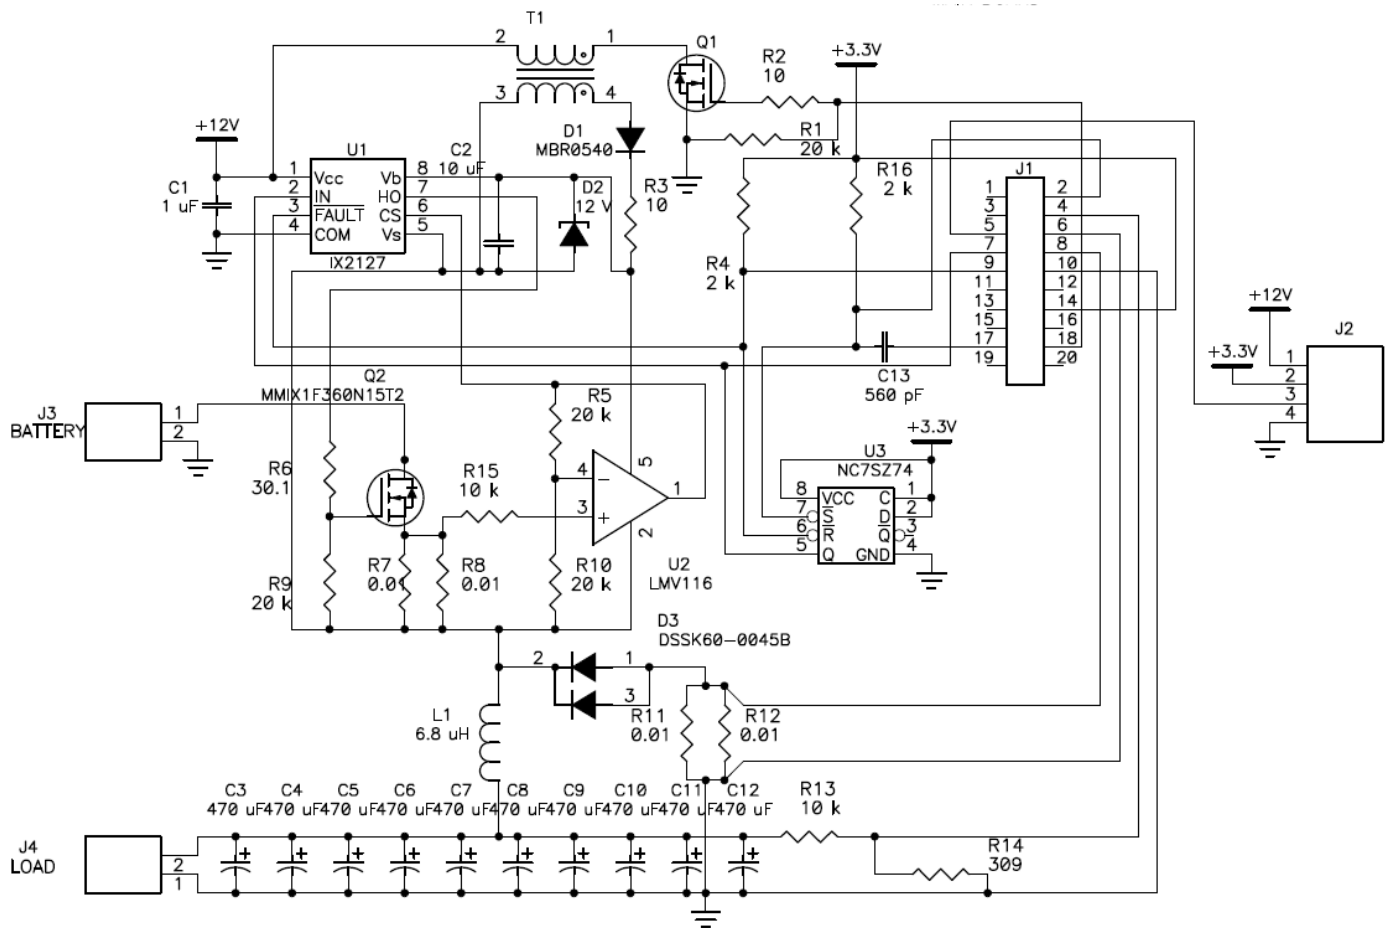 T1
2
1
3
4
Q1
R2
10
+3.3V
R1
20 k
D1
MBR0540
+12V
U1
C2
10 uF
C1
1 uF
1
2
3
4
Vcc
IN
FAULT
COM
Vb
HO
CS
Vs
8
7
6
5
IX2127
D2
12 V
R3
10
R16
2 k
R4
2 k
J1
1
3
5
7
9
11
13
15
17
19
2
4
6
8
10
12
14
16
18
20
C13
560 pF
+12V
+3.3V
J2
1
2
3
4
Q2
MMIX1F360N15T2
J3
BATTERY
1
2
R5
20 k
R6
30.1
R15
10 k
4
3
5
1
2
−
+
U2
LMV116
R7
0.01
R8
0.01
R9
20 k
R10
20 k
+3.3V
U3
NC7SZ74
8
7
6
5
VCC
S
R
Q
C
D
Q
GND
1
2
3
4
D3
DSSK60-0045B
2
1
3
L1
6.8 uH
R11
0.01
R12
0.01
C3
470 uF
C4
470 uF
C5
470 uF
C6
470 uF
C7
470 uF
C8
470 uF
C9
470 uF
C10
470 uF
C11
470 uF
C12
470 uF
R13
10 k
R14
309
J4
LOAD
2
1
+ + + + + + + + + +